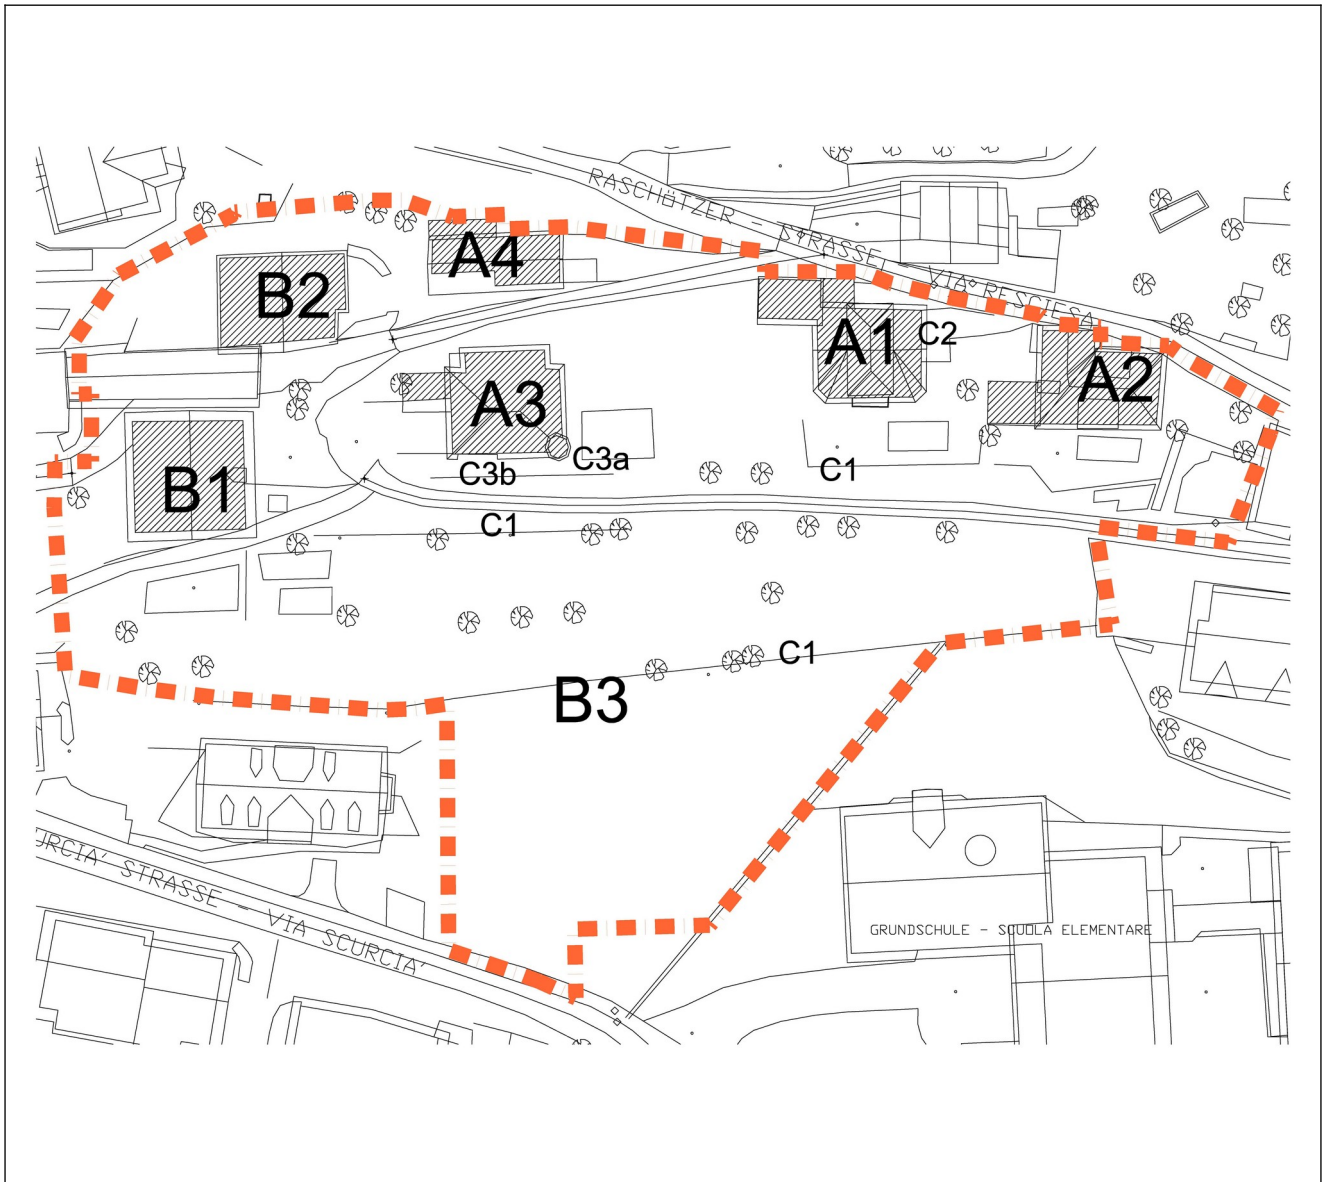 RASCHÖTZER - STRASSE - VIA RESCIESA
A4
B2
A1
C2
A2
A3
C3a
C3b
C1
B1
C1
C1
B3
URCIA' STRASSE - VIA SCURCIA'
GRUNDSCHULE - SCUOLA ELEMENTARE